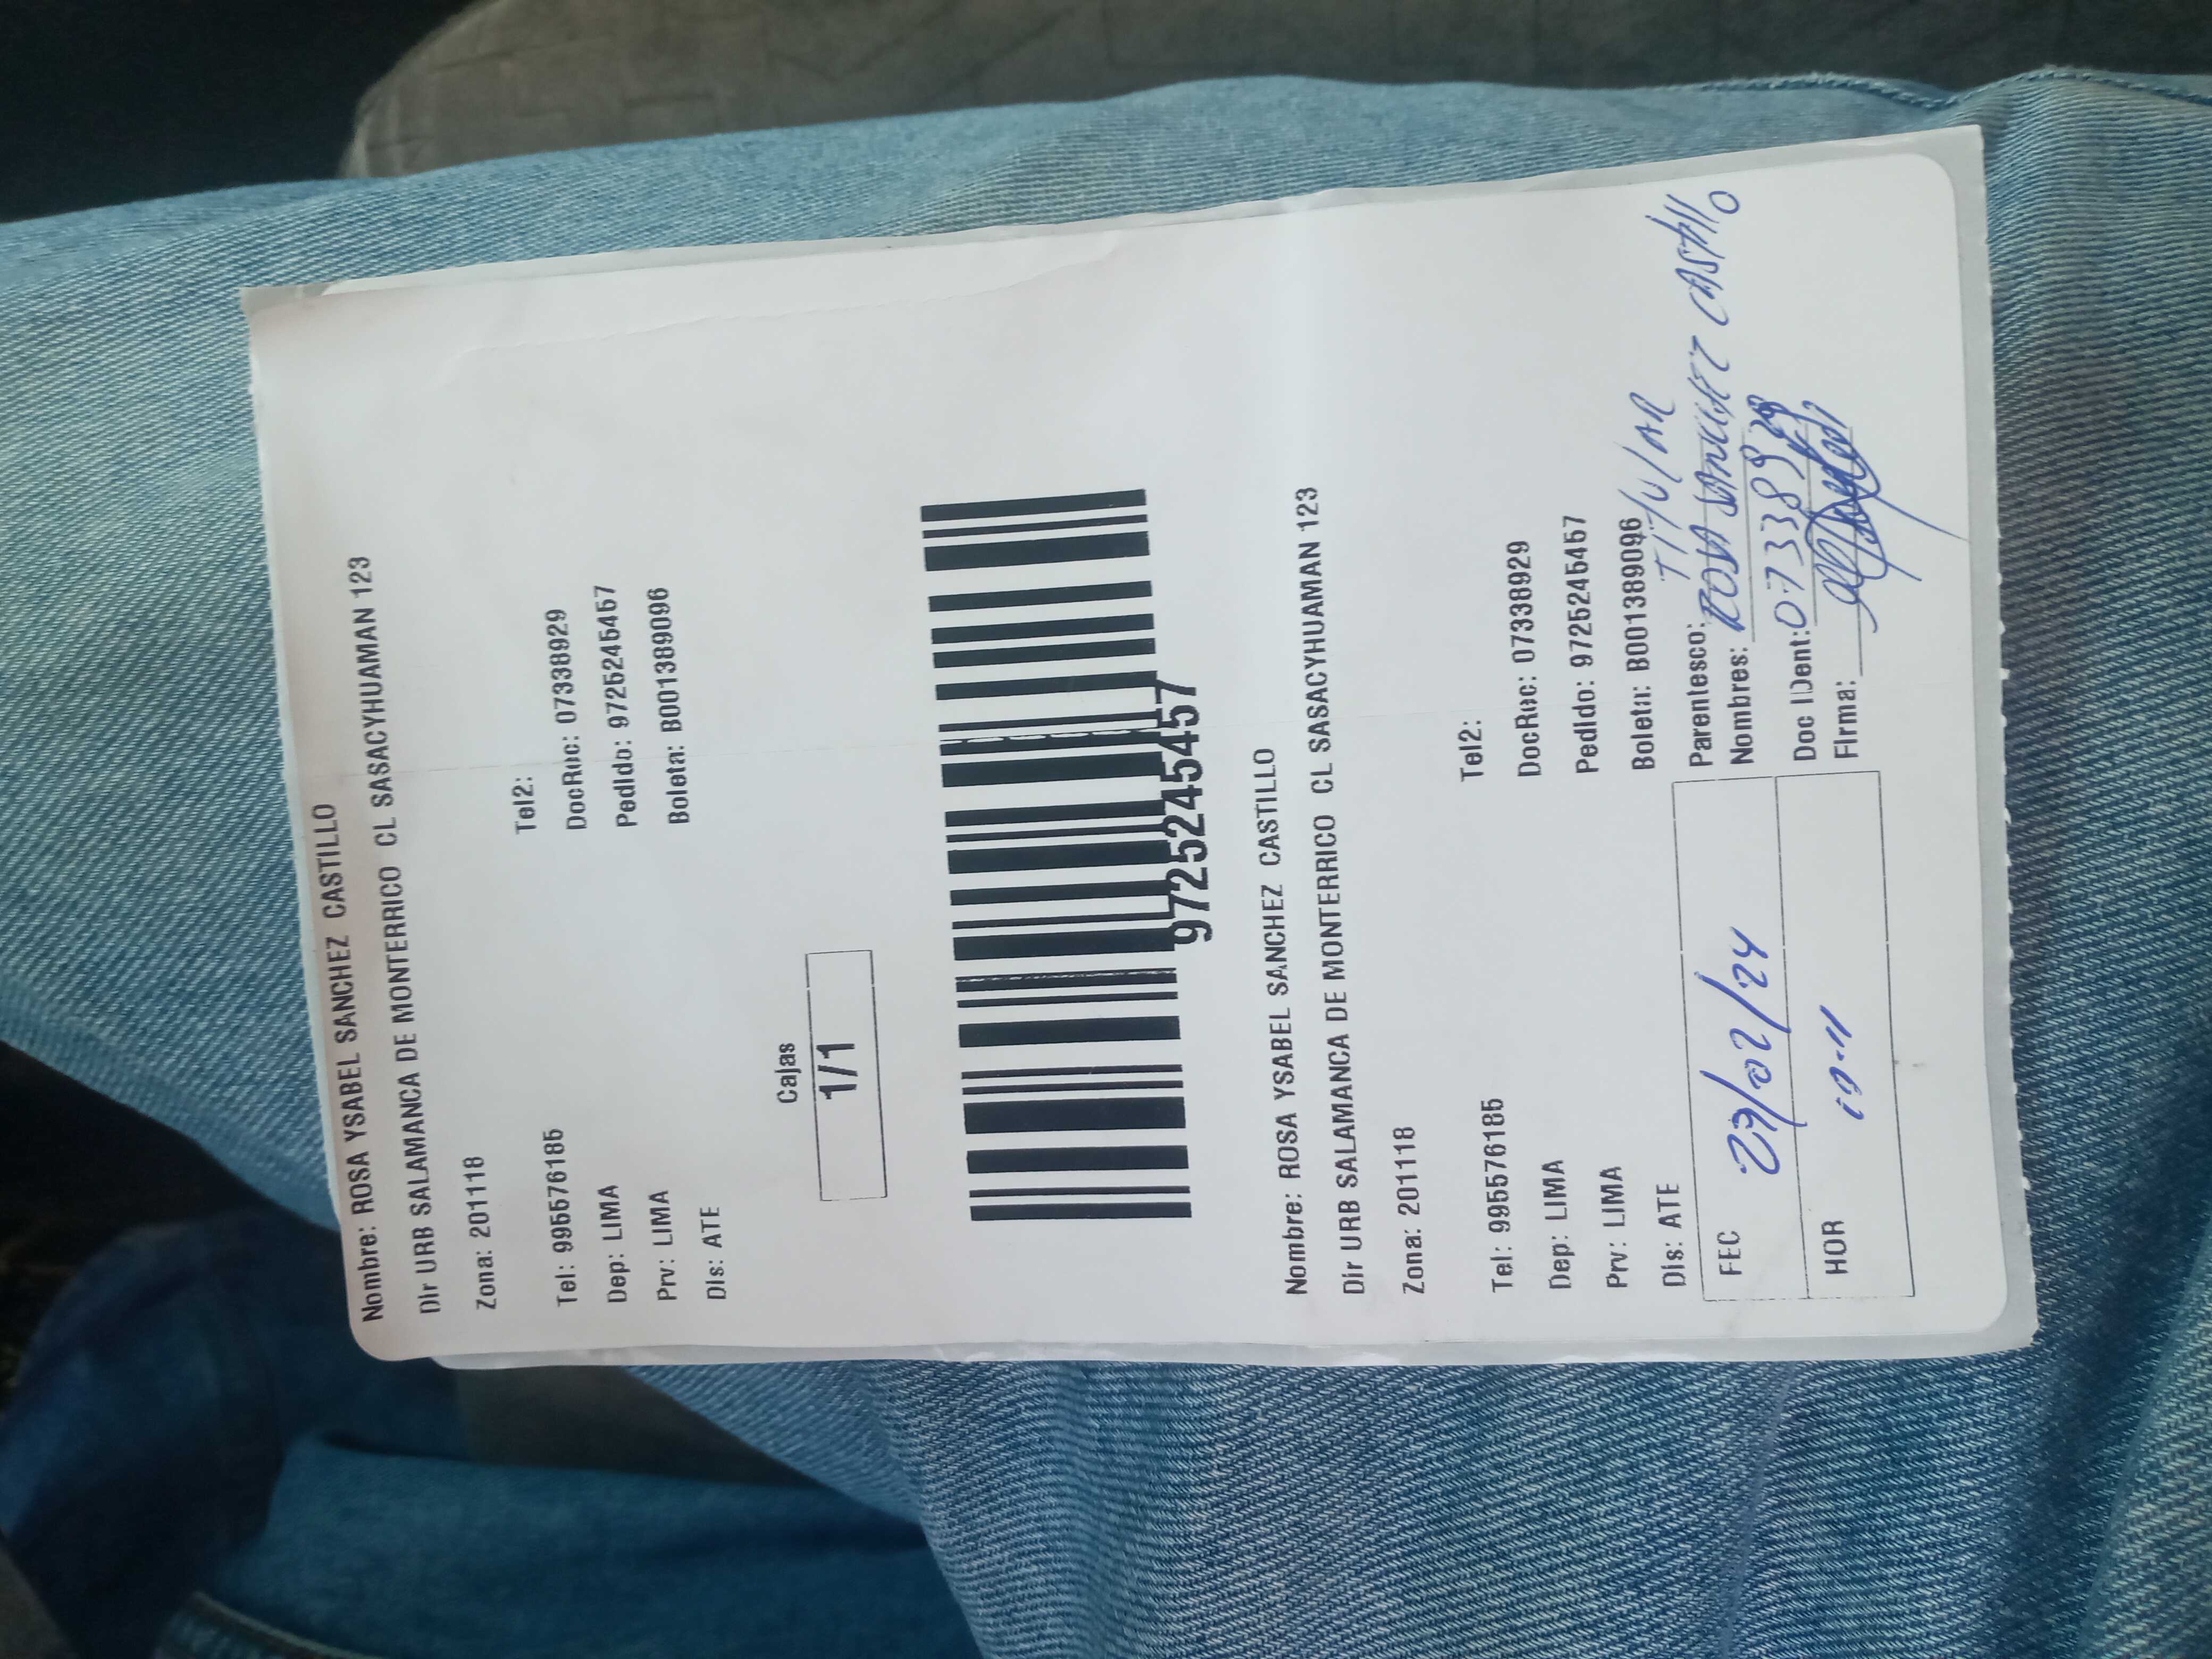 Nombre: ROSA YSABEL SANCHEZ CASTILLO
Dir URB SALAMANCA DE MONTERRICO CL SASACYHUAMAN 123
Zona: 201118
Tel: 995576185 Tel2:
Dep: LIMA DocRec: 07338929
Prv: LIMA Pedido: 9725245457
Dis: ATE Boleta: B001389096
Cajas
1/1
9725245457
Nombre: ROSA YSABEL SANCHEZ CASTILLO
Dir URB SALAMANCA DE MONTERRICO CL SASACYHUAMAN 123
Zona: 201118
Tel: 995576185 Tel2:
Dep: LIMA DocRec: 07338929
Prv: LIMA Pedido: 9725245457
Dis: ATE Boleta: B001389096
Parentesco: TITULAR
FEC 27/02/24 Nombres: ROSA SANCHEZ CASTILLO
Doc IDent: 07338929
HOR Firma: